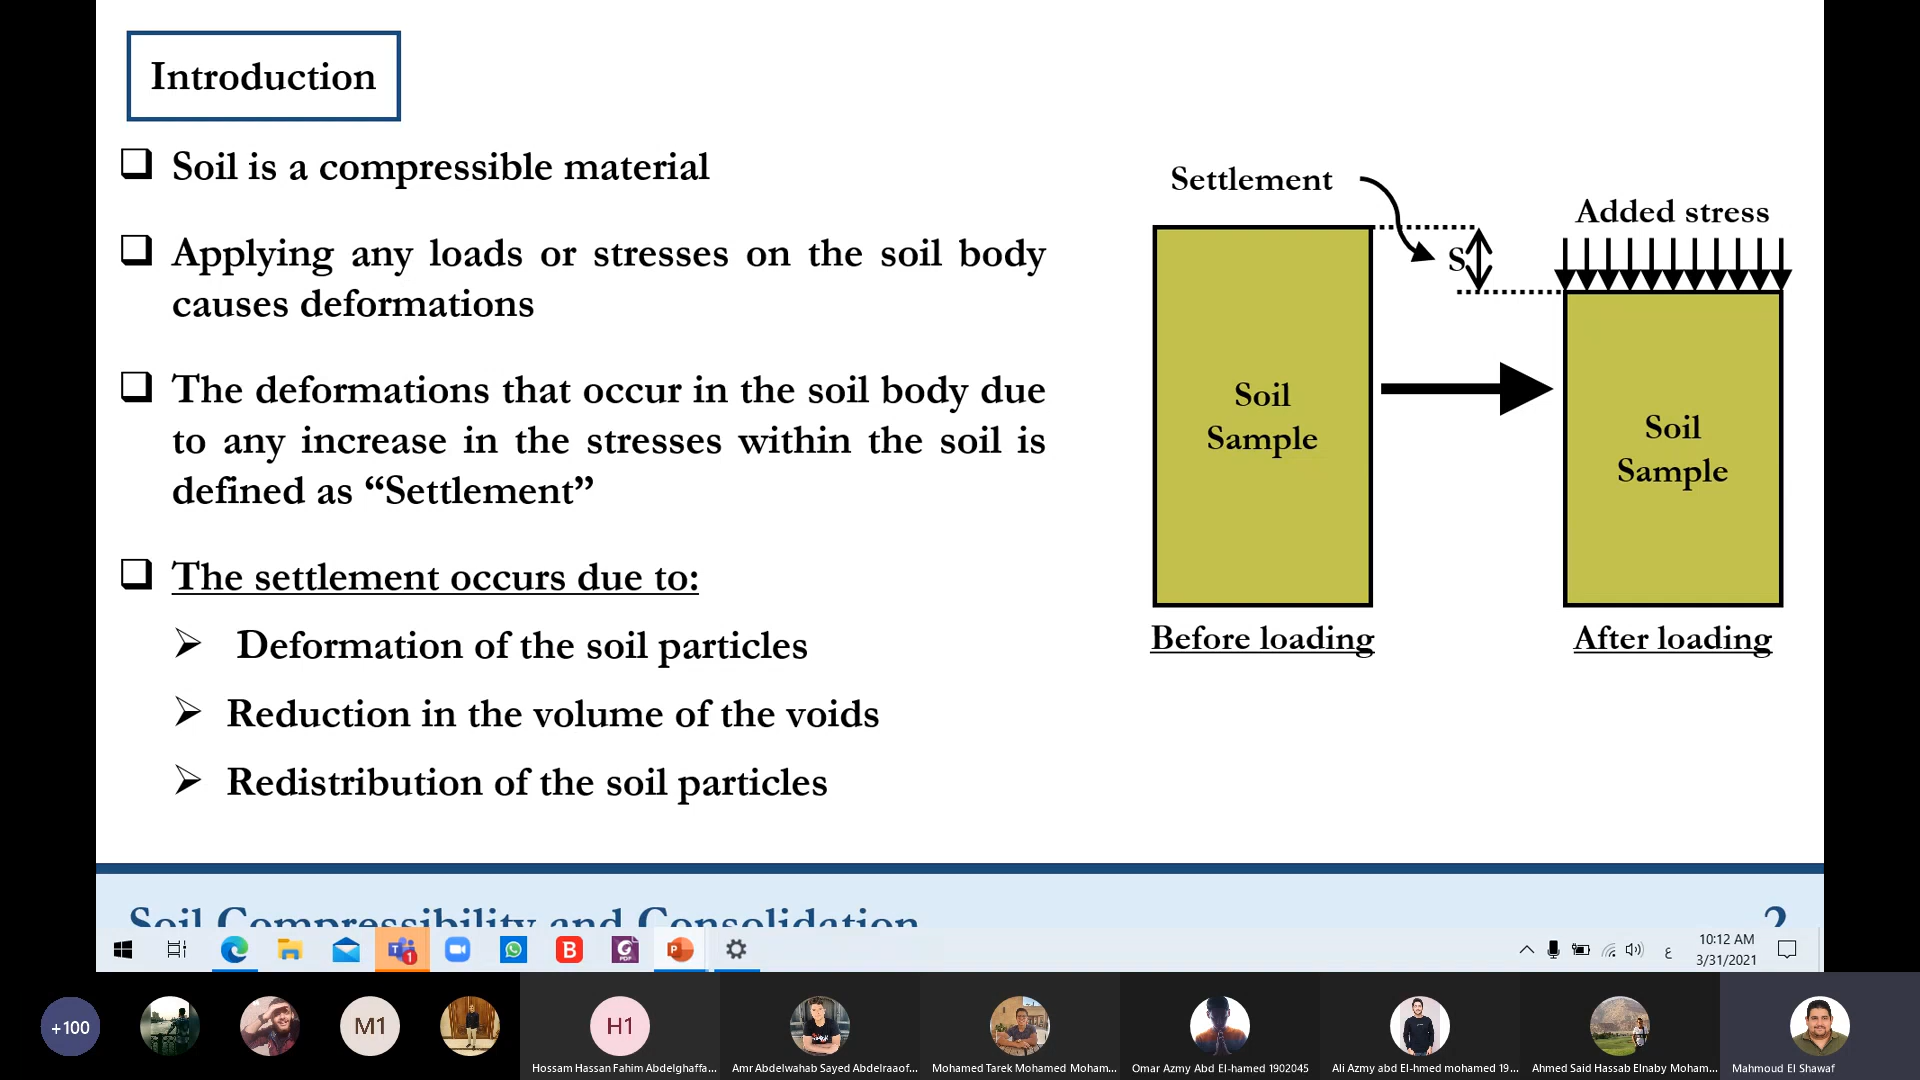 Introduction
Soil is a compressible material
Applying any loads or stresses on the soil body
causes deformations
The deformations that occur in the soil body due
to any increase in the stresses within the soil is
defined as “Settlement”
The settlement occurs due to:
Deformation of the soil particles
Reduction in the volume of the voids
Redistribution of the soil particles
Settlement
S
Added stress
Soil
Sample
Soil
Sample
Before loading
After loading
Soil Compressibility and Consolidation
2
1
B
PDF
P
ع
10:12 AM
3/31/2021
+100
M1
H1
Hossam Hassan Fahim Abdelghaffa...
Amr Abdelwahab Sayed Abdelraaof...
Mohamed Tarek Mohamed Moham...
Omar Azmy Abd El-hamed 1902045
Ali Azmy abd El-hmed mohamed 19...
Ahmed Said Hassab Elnaby Moham...
Mahmoud El Shawaf